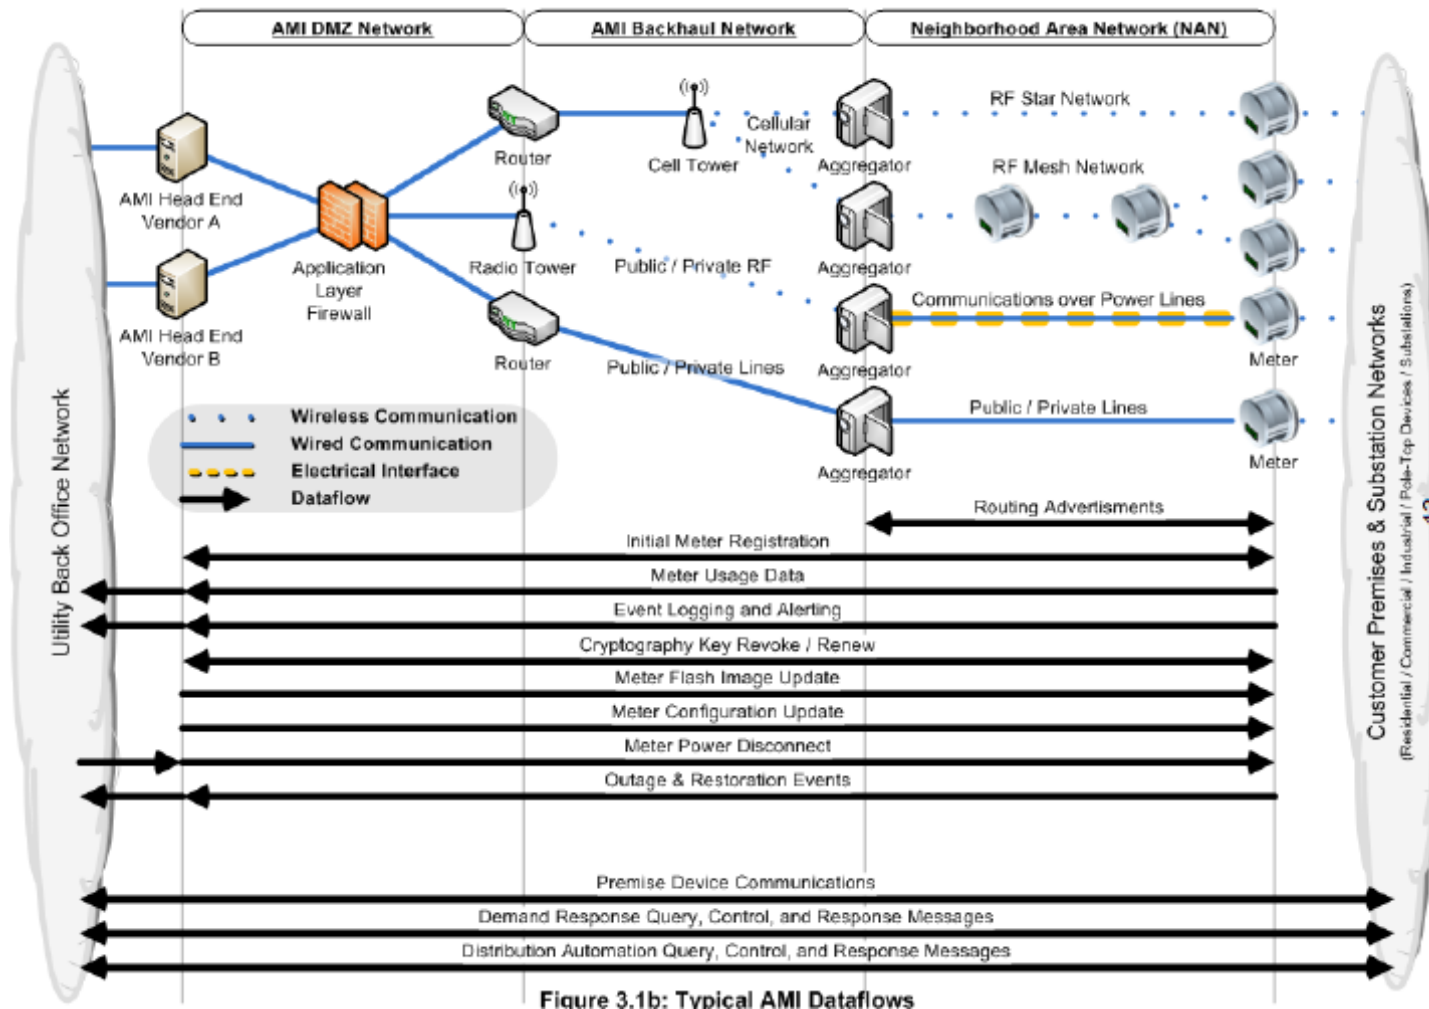 AMI DMZ Network
AMI Backhaul Network
Neighborhood Area Network (NAN)
RF Star Network
Cellular
Network
Router
Cell Tower
Aggregator
RF Mesh Network
AMI Head End
Vendor A
Application
Layer
Firewall
Radio Tower
Public / Private RF
Aggregator
Communications over Power Lines
AMI Head End
Vendor B
Router
Public / Private Lines
Aggregator
Meter
Public / Private Lines
Aggregator
Meter
Wireless Communication
Wired Communication
Electrical Interface
Dataflow
Utility Back Office Network
Customer Premises & Substation Networks
(Residential / Commercial / Industrial / Pole-Top Devices / Substations)
Routing Advertisments
Initial Meter Registration
Meter Usage Data
Event Logging and Alerting
Cryptography Key Revoke / Renew
Meter Flash Image Update
Meter Configuration Update
Meter Power Disconnect
Outage & Restoration Events
Premise Device Communications
Demand Response Query, Control, and Response Messages
Distribution Automation Query, Control, and Response Messages
Figure 3.1b: Typical AMI Dataflows